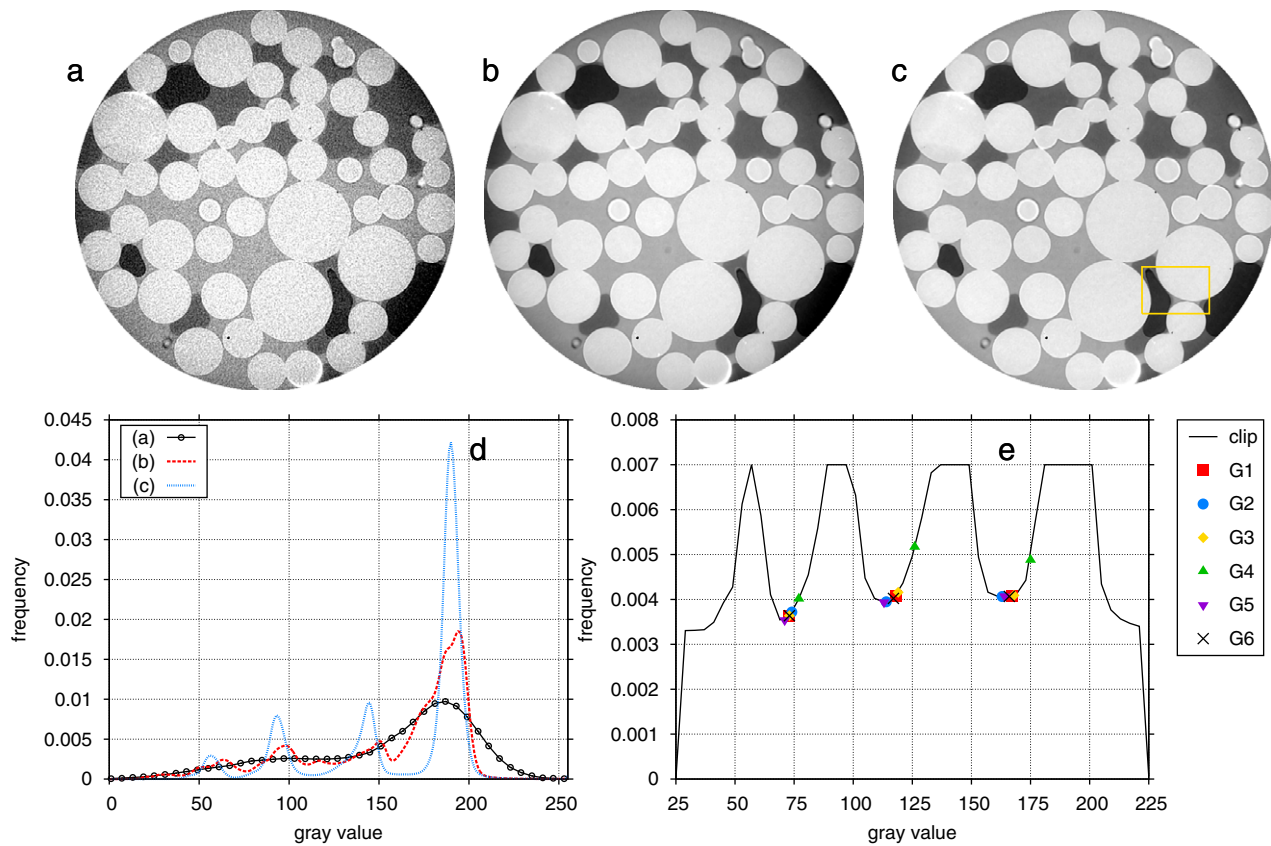 a
b
c
0.045
0.04
0.035
0.03
0.025
0.02
0.015
0.01
0.005
0
frequency
(a)
(b)
(c)
d
0 50 100 150 200 250
gray value
0.008
0.007
0.006
0.005
0.004
0.003
0.002
0.001
0
frequency
e
25 50 75 100 125 150 175 200 225
gray value
clip
G1
G2
G3
G4
G5
G6